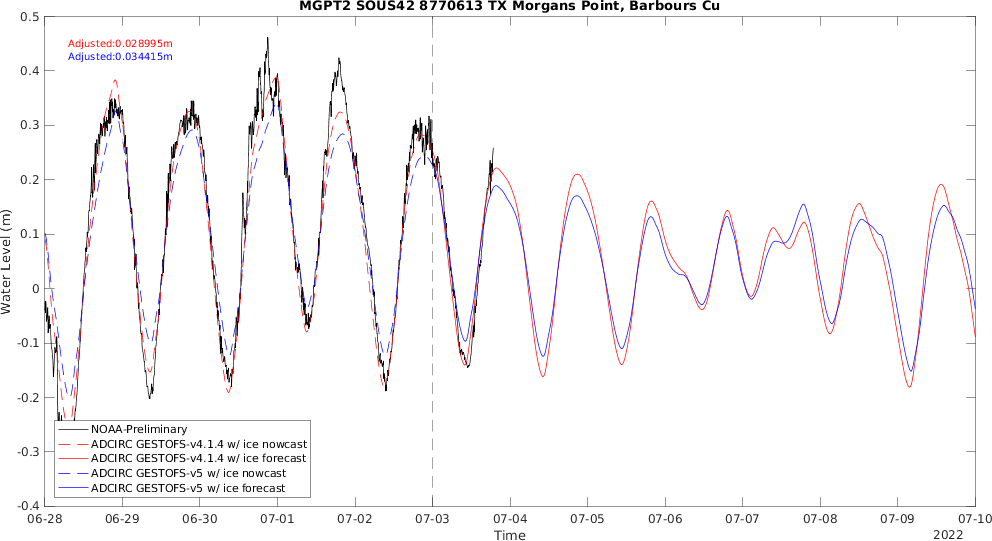 MGPT2 SOUS42 8770613 TX Morgans Point, Barbours Cu
Adjusted:0.028995m
Adjusted:0.034415m
0.5
0.4
0.3
0.2
0.1
0
-0.1
-0.2
-0.3
-0.4
Water Level (m)
NOAA-Preliminary
ADCIRC GESTOFS-v4.1.4 w/ ice nowcast
ADCIRC GESTOFS-v4.1.4 w/ ice forecast
ADCIRC GESTOFS-v5 w/ ice nowcast
ADCIRC GESTOFS-v5 w/ ice forecast
06-28 06-29 06-30 07-01 07-02 07-03 07-04 07-05 07-06 07-07 07-08 07-09 07-10
Time
2022